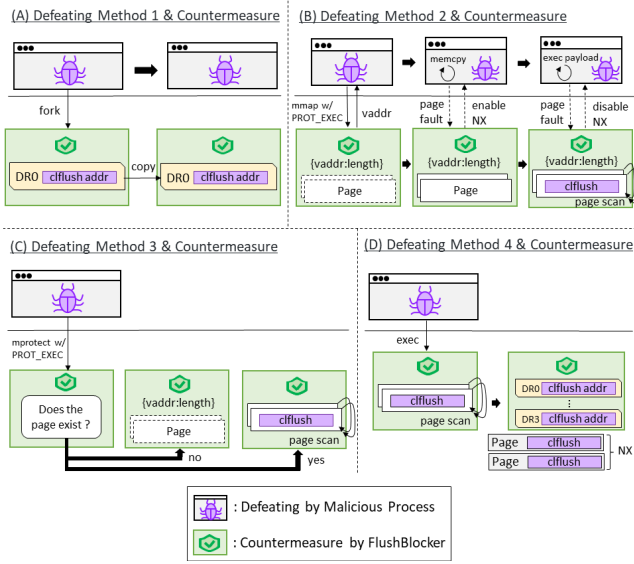 (A) Defeating Method 1 & Countermeasure
fork
DR0 clflush addr
copy
DR0 clflush addr
(B) Defeating Method 2 & Countermeasure
memcpy
exec payload
mmap w/
PROT_EXEC
vaddr
page
fault
enable
NX
page
fault
disable
NX
{vaddr:length}
Page
{vaddr:length}
Page
{vaddr:length}
clflush
page scan
(C) Defeating Method 3 & Countermeasure
mprotect w/
PROT_EXEC
Does the
page exist ?
{vaddr:length}
Page
no
clflush
page scan
yes
(D) Defeating Method 4 & Countermeasure
exec
clflush
page scan
DR0 clflush addr
⋮
DR3 clflush addr
Page clflush
Page clflush
NX
: Defeating by Malicious Process
: Countermeasure by FlushBlocker